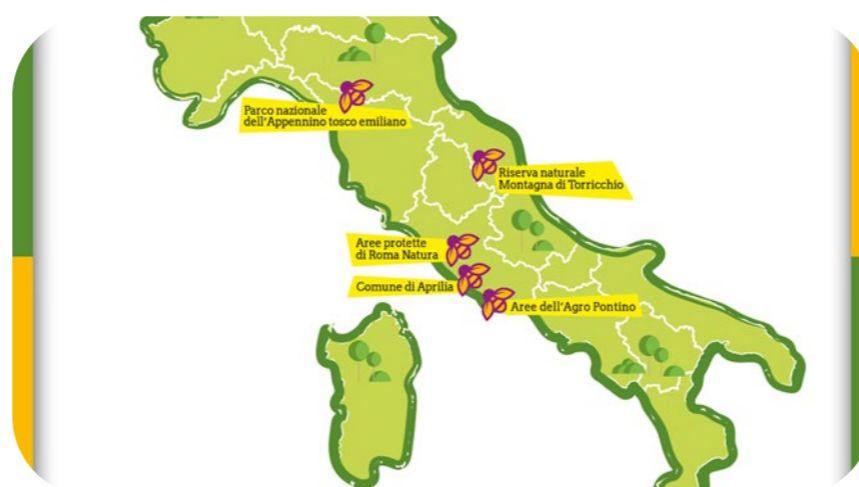 Parco nazionale
dell'Appennino tosco emiliano
Riserva naturale
Montagna di Torricchio
Aree protette
di Roma Natura
Comune di Aprilia
Aree dell'Agro Pontino